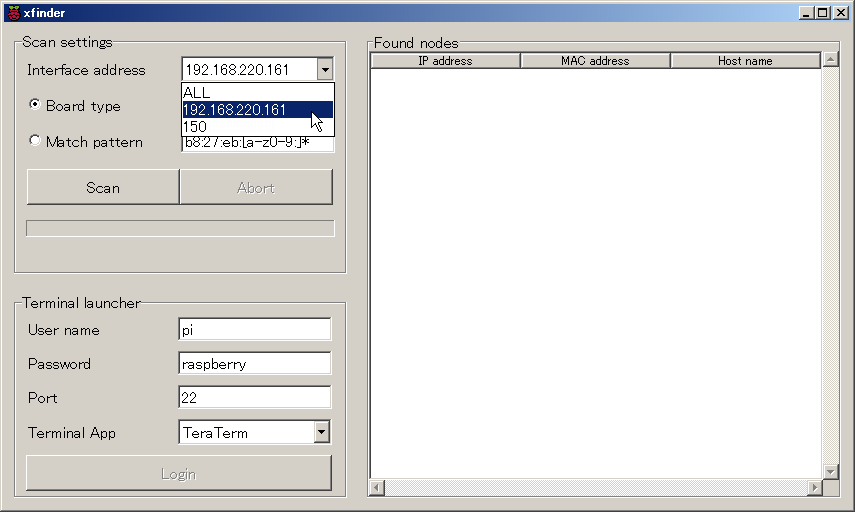 xfinder
Scan settings
Interface address
192.168.220.161
ALL
192.168.220.161
150
Board type
Match pattern
b8:27:eb:[a-z0-9:]*
Scan
Abort
Terminal launcher
User name
pi
Password
raspberry
Port
22
Terminal App
TeraTerm
Login
Found nodes
IP address
MAC address
Host name